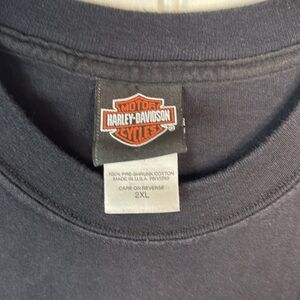 MOTOR
HARLEY-DAVIDSON
CYCLES
®
100% PRE-SHRUNK COTTON
MADE IN U.S.A.
CARE ON REVERSE
2XL